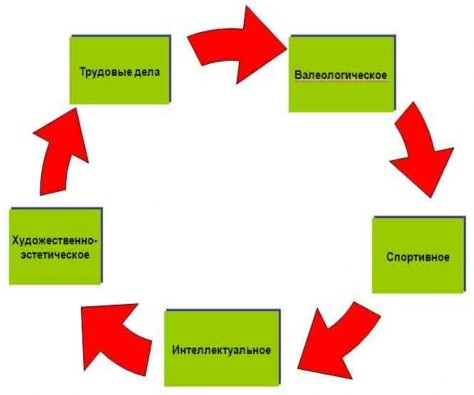 Трудовые дела
Валеологическое
Спортивное
Интеллектуальное
Художественно-
эстетическое